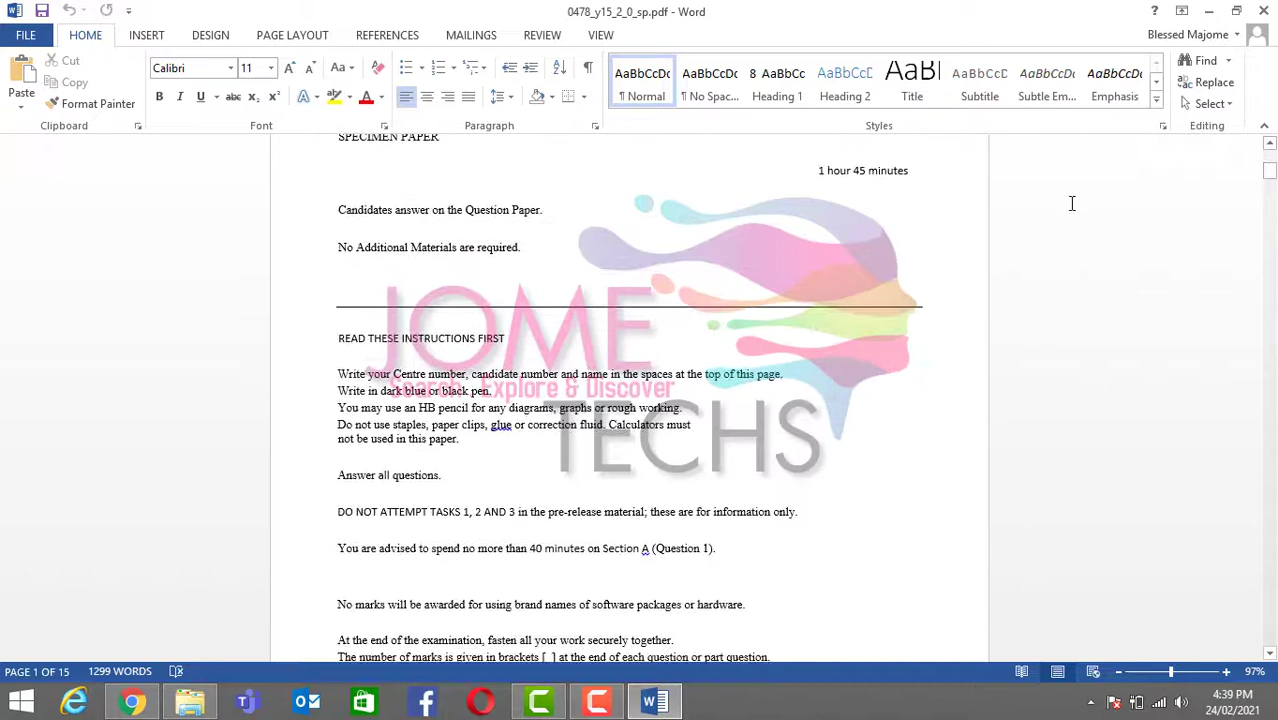 0478_y15_2_0_sp.pdf - Word
FILE HOME INSERT DESIGN PAGE LAYOUT REFERENCES MAILINGS REVIEW VIEW
Blessed Majome
Paste
Cut
Copy
Format Painter
Clipboard
Calibri 11
Font
Paragraph
AaBbCcDc AaBbCcDc 8 AaBbCc AaBbCcD AaBI AaBbCcD AaBbCcDc AaBbCcDc
¶ Normal ¶ No Spac... Heading 1 Heading 2 Title Subtitle Subtle Em... Emphasis
Styles
Find
Replace
Select
Editing
SPECIMEN PAPER
1 hour 45 minutes
Candidates answer on the Question Paper.
No Additional Materials are required.
READ THESE INSTRUCTIONS FIRST
Write your Centre number, candidate number and name in the spaces at the top of this page.
Write in dark blue or black pen.
You may use an HB pencil for any diagrams, graphs or rough working.
Do not use staples, paper clips, glue or correction fluid. Calculators must
not be used in this paper.
Answer all questions.
DO NOT ATTEMPT TASKS 1, 2 AND 3 in the pre-release material; these are for information only.
You are advised to spend no more than 40 minutes on Section A (Question 1).
No marks will be awarded for using brand names of software packages or hardware.
At the end of the examination, fasten all your work securely together.
The number of marks is given in brackets [ ] at the end of each question or part question.
JOME
Search, Explore & Discover
TECHS
PAGE 1 OF 15 1299 WORDS
97%
4:39 PM
24/02/2021